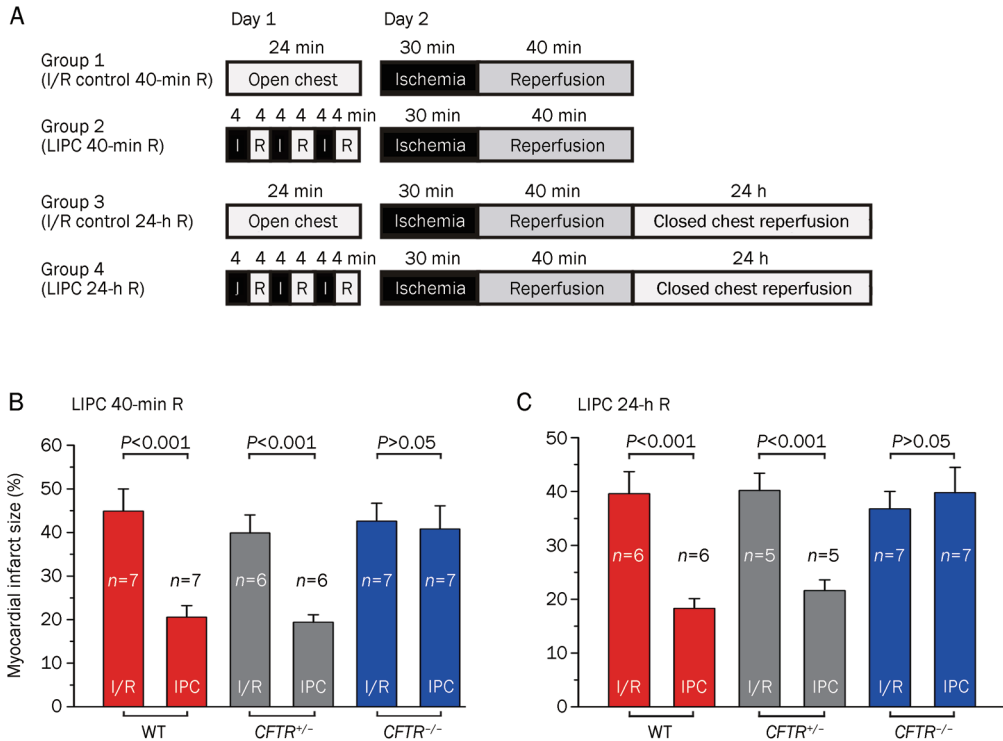 A
Day 1 Day 2
24 min 30 min 40 min
Group 1
(I/R control 40-min R)
Open chest Ischemia Reperfusion
4 4 4 4 4 4 min 30 min 40 min
Group 2
(LIPC 40-min R)
I R I R I R Ischemia Reperfusion
24 min 30 min 40 min 24 h
Group 3
(I/R control 24-h R)
Open chest Ischemia Reperfusion Closed chest reperfusion
4 4 4 4 4 4 min 30 min 40 min 24 h
Group 4
(LIPC 24-h R)
J R I R I R Ischemia Reperfusion Closed chest reperfusion
B LIPC 40-min R
Myocardial infarct size (%)
60
50
40
30
20
10
0
P<0.001 P<0.001 P>0.05
n=7 n=7 n=6 n=6 n=7 n=7
I/R IPC I/R IPC I/R IPC
WT CFTR+/− CFTR−/−
C LIPC 24-h R
50
40
30
20
10
0
P<0.001 P<0.001 P>0.05
n=6 n=6 n=5 n=5 n=7 n=7
I/R IPC I/R IPC I/R IPC
WT CFTR+/− CFTR−/−